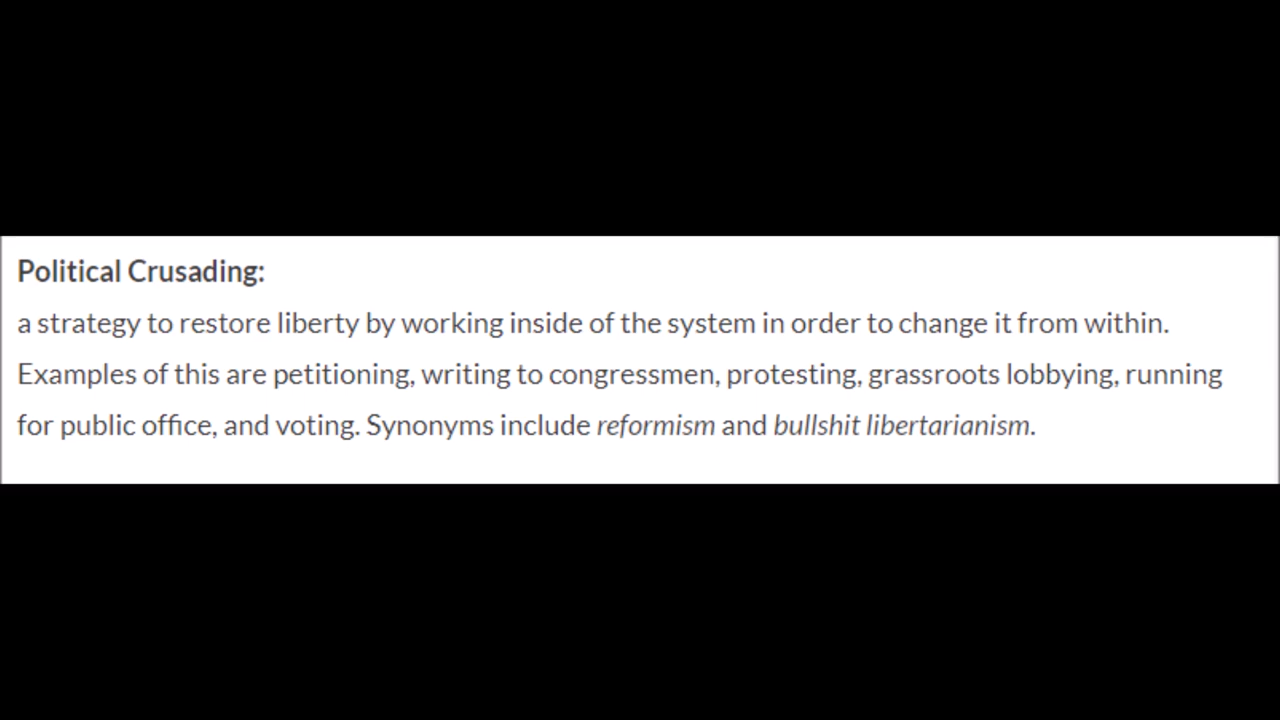 Political Crusading:
a strategy to restore liberty by working inside of the system in order to change it from within.
Examples of this are petitioning, writing to congressmen, protesting, grassroots lobbying, running
for public office, and voting. Synonyms include reformism and bullshit libertarianism.